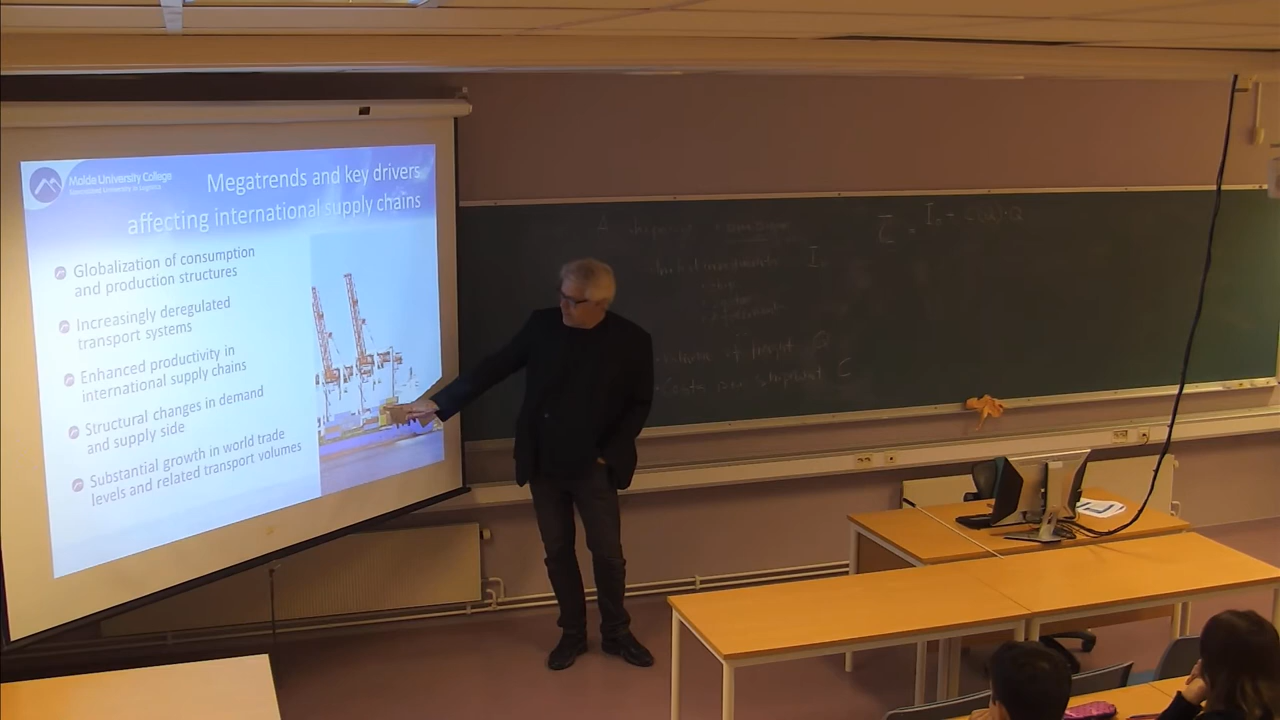 Molde University College
Specialized University in Logistics
Megatrends and key drivers
affecting international supply chains
Globalization of consumption
and production structures
Increasingly deregulated
transport systems
Enhanced productivity in
international supply chains
Structural changes in demand
and supply side
Substantial growth in world trade
levels and related transport volumes
of freight Q